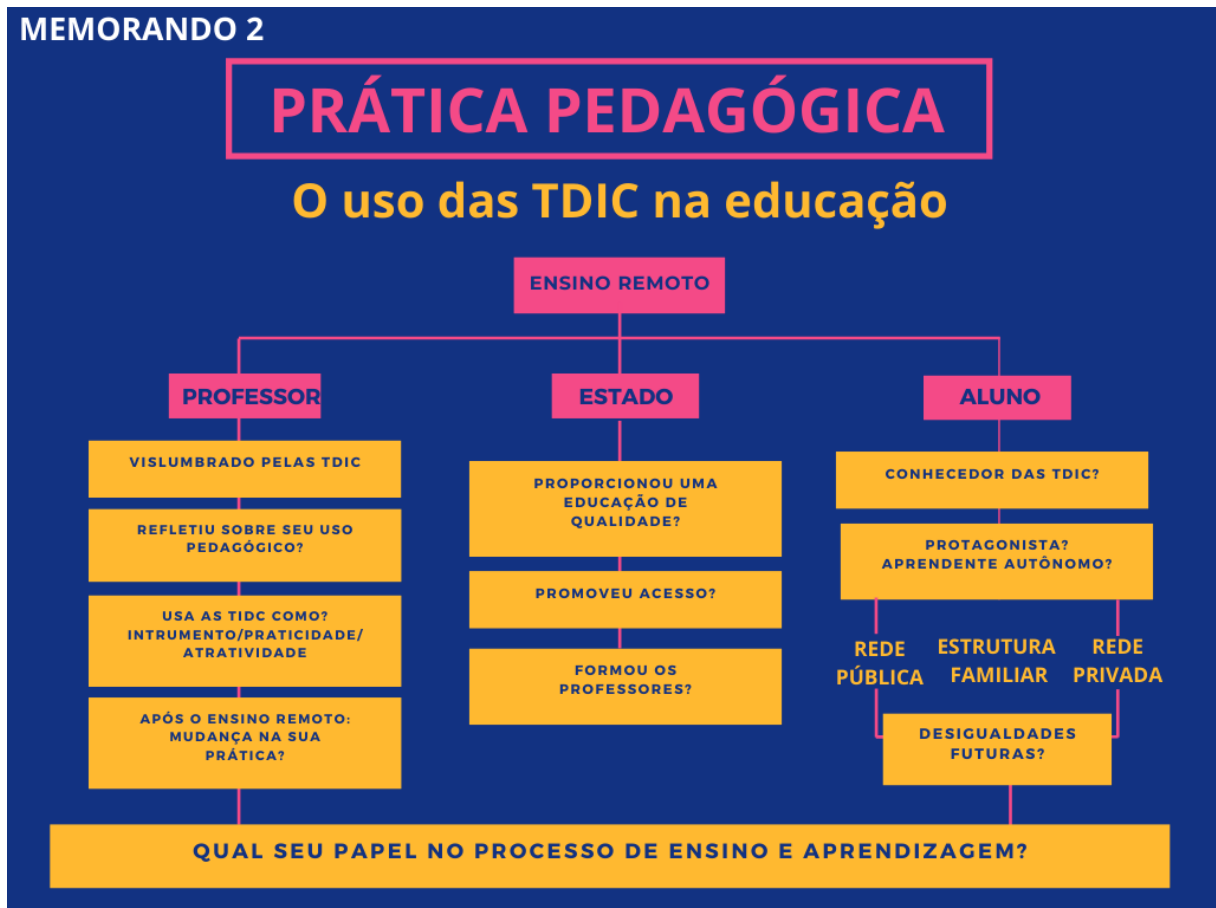 MEMORANDO 2
PRÁTICA PEDAGÓGICA
O uso das TDIC na educação
ENSINO REMOTO
PROFESSOR
VISLUMBRADO PELAS TDIC
REFLETIU SOBRE SEU USO
PEDAGÓGICO?
USA AS TIDC COMO?
INTRUMENTO/PRATICIDADE/
ATRATIVIDADE
APÓS O ENSINO REMOTO:
MUDANÇA NA SUA
PRÁTICA?
ESTADO
PROPORCIONOU UMA
EDUCAÇÃO DE
QUALIDADE?
PROMOVEU ACESSO?
FORMOU OS
PROFESSORES?
ALUNO
CONHECEDOR DAS TDIC?
PROTAGONISTA?
APRENDENTE AUTÔNOMO?
REDE
PÚBLICA
ESTRUTURA
FAMILIAR
REDE
PRIVADA
DESIGUALDADES
FUTURAS?
QUAL SEU PAPEL NO PROCESSO DE ENSINO E APRENDIZAGEM?